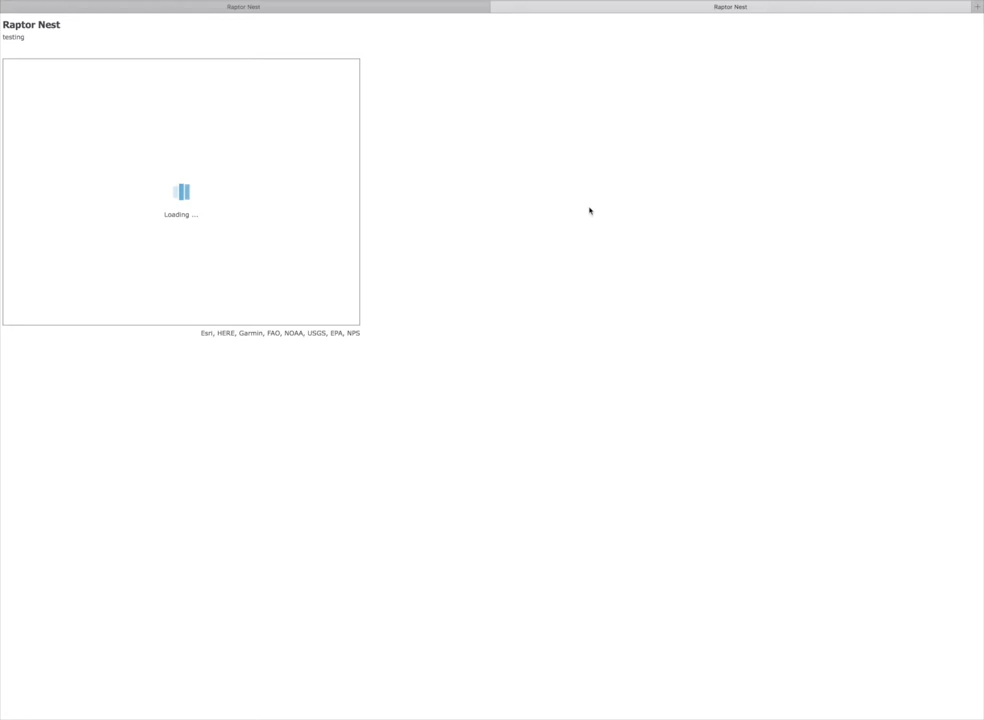 Raptor Nest
Raptor Nest
+
Raptor Nest
testing
Loading ...
Esri, HERE, Garmin, FAO, NOAA, USGS, EPA, NPS